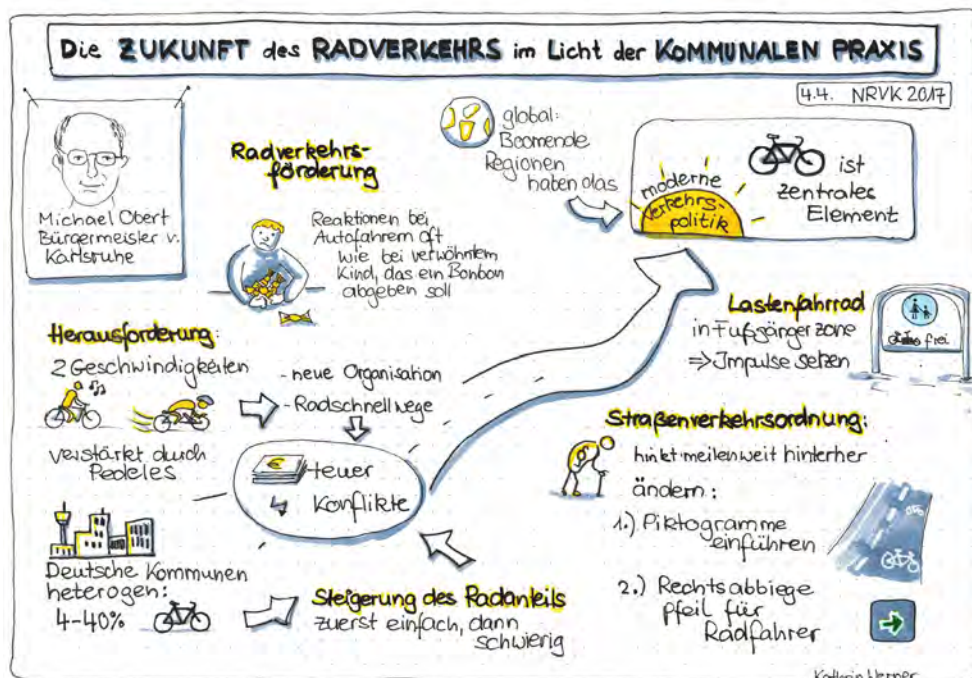 Die ZUKUNFT des RADVERKEHRS im Licht der KOMMUNALEN PRAXIS
4.4. NRVK 2017
Michael Obert
Bürgermeister v.
Karlsruhe
Radverkehrs-
förderung
Reaktionen bei
Autofahrern oft
wie bei verwöhntem
Kind, das ein Bonbon
abgeben soll
global:
Boomende
Regionen
haben das
moderne
Verkehrs-
politik
ist
zentrales
Element
Herausforderung:
2 Geschwindigkeiten
verstärkt durch
Pedelecs
- neue Organisation
- Radschnellwege
€
teuer
Konflikte
Deutsche Kommunen
heterogen:
4-40%
Steigerung des Radanteils
zuerst einfach, dann
schwierig
Lastenfahrrad
in Fußgängerzone
⇒ Impulse setzen
frei
Straßenverkehrsordnung:
hinkt meilenweit hinterher
ändern:
1.) Piktogramme
einführen
2.) Rechtsabbiege
pfeil für
Radfahrer